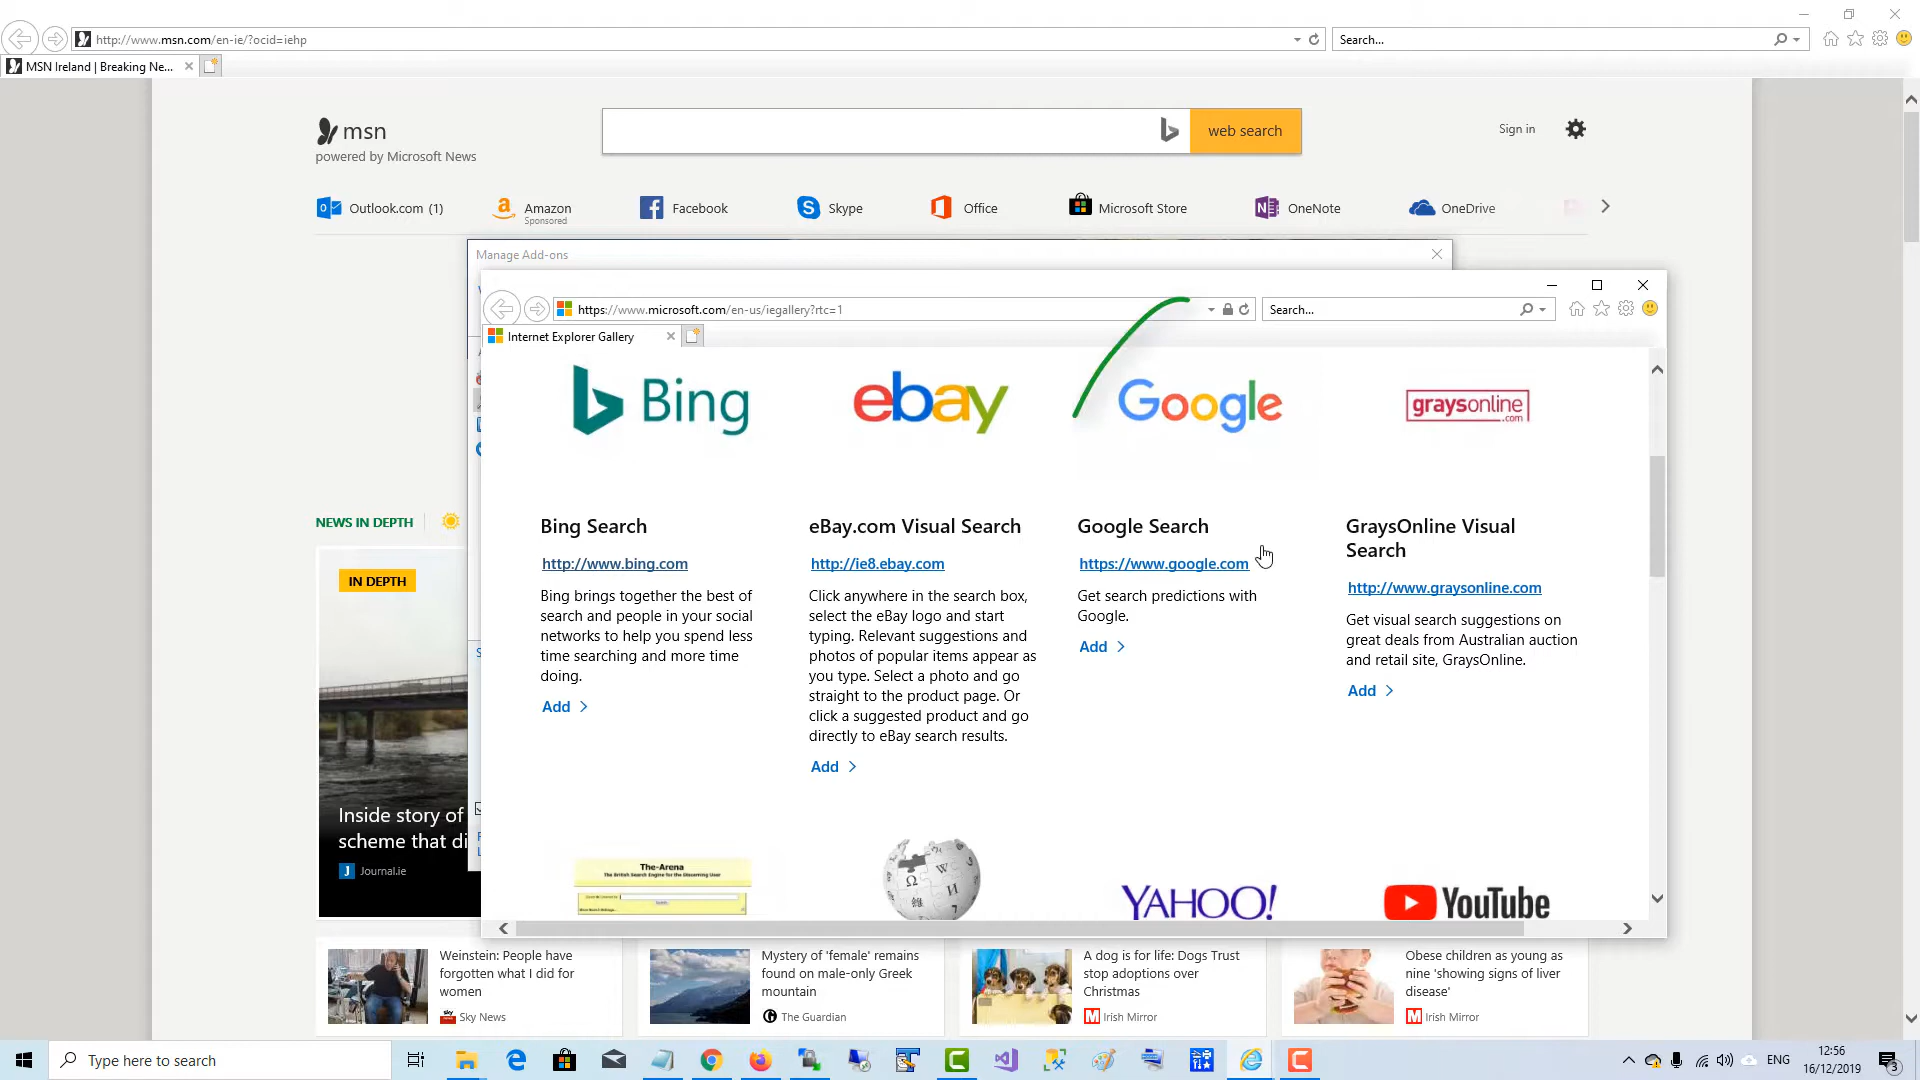 http://www.msn.com/en-ie/?ocid=iehp
Search...
MSN Ireland | Breaking Ne...
msn
powered by Microsoft News
web search
Sign in
Outlook.com (1)
Amazon
Sponsored
Facebook
Skype
Office
Microsoft Store
OneNote
OneDrive
Manage Add-ons
https://www.microsoft.com/en-us/iegallery?rtc=1
Search...
Internet Explorer Gallery
Bing
ebay
Google
graysonline
.com
Bing Search
http://www.bing.com
Bing brings together the best of
search and people in your social
networks to help you spend less
time searching and more time
doing.
Add
eBay.com Visual Search
http://ie8.ebay.com
Click anywhere in the search box,
select the eBay logo and start
typing. Relevant suggestions and
photos of popular items appear as
you type. Select a photo and go
straight to the product page. Or
click a suggested product and go
directly to eBay search results.
Add
Google Search
https://www.google.com
Get search predictions with
Google.
Add
GraysOnline Visual
Search
http://www.graysonline.com
Get visual search suggestions on
great deals from Australian auction
and retail site, GraysOnline.
Add
The-Arena
The British Search Engine for the Discerning User
YAHOO!
YouTube
NEWS IN DEPTH
IN DEPTH
Inside story of
scheme that di
Journal.ie
Weinstein: People have
forgotten what I did for
women
Sky News
Mystery of 'female' remains
found on male-only Greek
mountain
The Guardian
A dog is for life: Dogs Trust
stop adoptions over
Christmas
Irish Mirror
Obese children as young as
nine 'showing signs of liver
disease'
Irish Mirror
Type here to search
ENG
12:56
16/12/2019
3